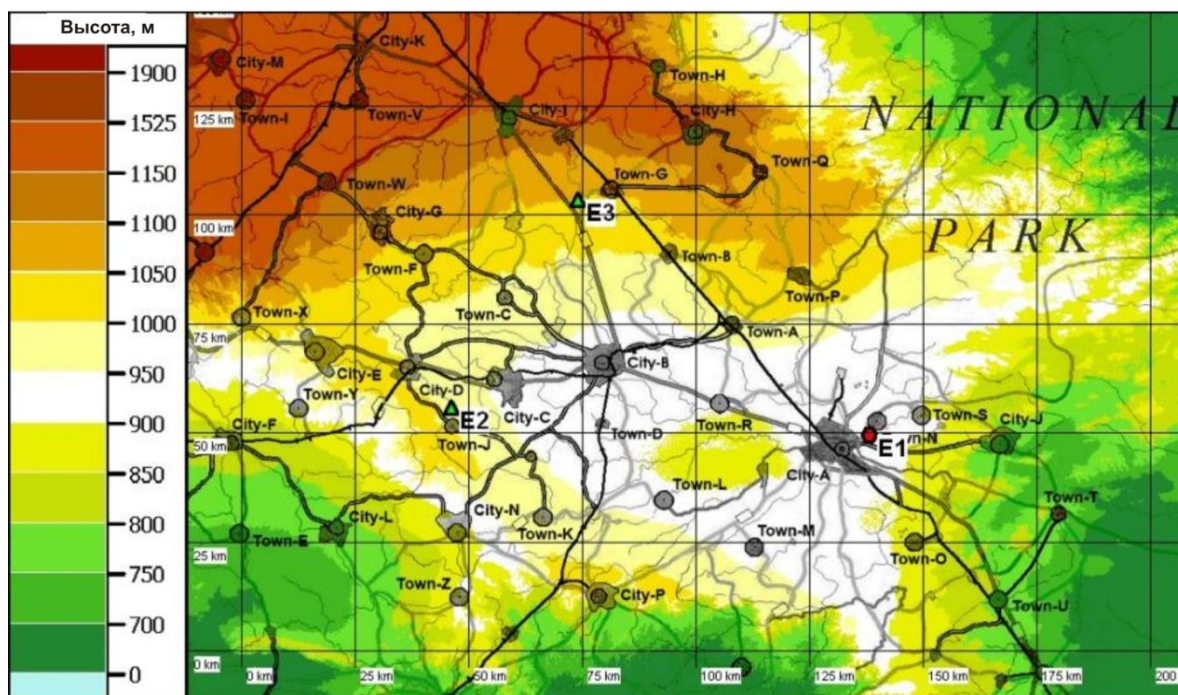 Высота, м
1900
1525
1150
1100
1050
1000
950
900
850
800
750
700
0
City-K
City-M
Town-H
Town-I
Town-V
City-I
City-H
125 km
NATIONAL
Town-Q
Town-W
Town-G
E3
City-G
100 km
PARK
Town-F
Town-B
Town-P
Town-C
Town-X
Town-A
75 km
City-E
City-B
City-D
Town-Y
City-C
E2
Town-R
Town-S
City-F
Town-J
Town-D
E1
City-J
50 km
City-A
Town-L
Town-T
City-N
City-L
Town-K
Town-E
Town-M
Town-O
25 km
Town-Z
City-P
Town-U
0 km
0 km
25 km
50 km
75 km
100 km
125 km
150 km
175 km
200